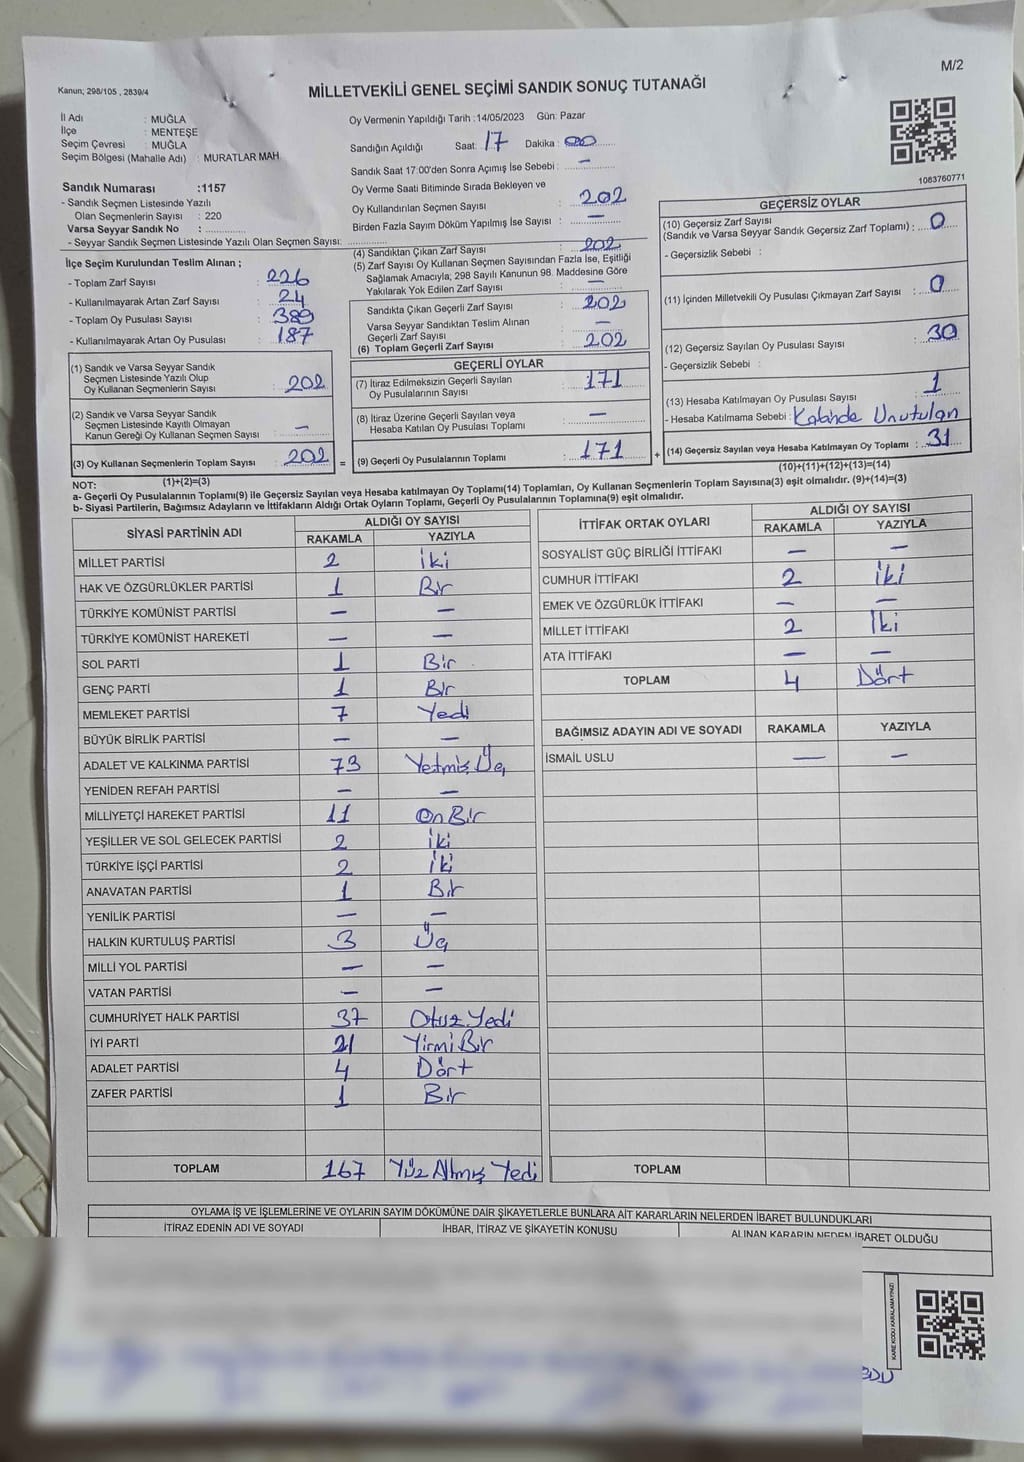 M/2
Kanun; 298/105 , 2839/4
MİLLETVEKİLİ GENEL SEÇİMİ SANDIK SONUÇ TUTANAĞI
İl Adı : MUĞLA
İlçe : MENTEŞE
Seçim Çevresi : MUĞLA
Seçim Bölgesi (Mahalle Adı) : MURATLAR MAH
Sandık Numarası :1157
- Sandık Seçmen Listesinde Yazılı
Olan Seçmenlerin Sayısı : 220
Varsa Seyyar Sandık No :
- Seyyar Sandık Seçmen Listesinde Yazılı Olan Seçmen Sayısı:
Oy Vermenin Yapıldığı Tarih :14/05/2023 Gün: Pazar
Sandığın Açıldığı Saat: 17 Dakika: 00
Sandık Saat 17:00'den Sonra Açımış İse Sebebi : —
Oy Verme Saati Bitiminde Sırada Bekleyen ve
Oy Kullandırılan Seçmen Sayısı : 202
Birden Fazla Sayım Döküm Yapılmış İse Sayısı : —
1063760771
İlçe Seçim Kurulundan Teslim Alınan ;
- Toplam Zarf Sayısı : 226
- Kullanılmayarak Artan Zarf Sayısı : 24
- Toplam Oy Pusulası Sayısı : 389
- Kullanılmayarak Artan Oy Pusulası : 187
(1) Sandık ve Varsa Seyyar Sandık
Seçmen Listesinde Yazılı Olup
Oy Kullanan Seçmenlerin Sayısı : 202
(2) Sandık ve Varsa Seyyar Sandık
Seçmen Listesinde Kayıtlı Olmayan
Kanun Gereği Oy Kullanan Seçmen Sayısı : —
(3) Oy Kullanan Seçmenlerin Toplam Sayısı : 202
(1)+(2)=(3)
(4) Sandıktan Çıkan Zarf Sayısı : 202
(5) Zarf Sayısı Oy Kullanan Seçmen Sayısından Fazla İse, Eşitliği
Sağlamak Amacıyla; 298 Sayılı Kanunun 98. Maddesine Göre
Yakılarak Yok Edilen Zarf Sayısı : —
Sandıkta Çıkan Geçerli Zarf Sayısı : 202
Varsa Seyyar Sandıktan Teslim Alınan
Geçerli Zarf Sayısı : —
(6) Toplam Geçerli Zarf Sayısı : 202
GEÇERLİ OYLAR
(7) İtiraz Edilmeksizin Geçerli Sayılan
Oy Pusulalarının Sayısı : 171
(8) İtiraz Üzerine Geçerli Sayılan veya
Hesaba Katılan Oy Pusulası Toplamı : —
= (9) Geçerli Oy Pusulalarının Toplamı : 171
GEÇERSİZ OYLAR
(10) Geçersiz Zarf Sayısı
(Sandık ve Varsa Seyyar Sandık Geçersiz Zarf Toplamı) : 0
- Geçersizlik Sebebi :
(11) İçinden Milletvekili Oy Pusulası Çıkmayan Zarf Sayısı : 0
(12) Geçersiz Sayılan Oy Pusulası Sayısı : 30
- Geçersizlik Sebebi :
(13) Hesaba Katılmayan Oy Pusulası Sayısı : 1
- Hesaba Katılmama Sebebi : Kabinde Unutulan
+ (14) Geçersiz Sayılan veya Hesaba Katılmayan Oy Toplamı : 31
(10)+(11)+(12)+(13)=(14)
NOT:
a- Geçerli Oy Pusulalarının Toplamı(9) ile Geçersiz Sayılan veya Hesaba katılmayan Oy Toplamı(14) Toplamları, Oy Kullanan Seçmenlerin Toplam Sayısına(3) eşit olmalıdır. (9)+(14)=(3)
b- Siyasi Partilerin, Bağımsız Adayların ve İttifakların Aldığı Ortak Oyların Toplamı, Geçerli Oy Pusulalarının Toplamına(9) eşit olmalıdır.
SİYASİ PARTİNİN ADI ALDIĞI OY SAYISI
RAKAMLA YAZIYLA
MİLLET PARTİSİ 2 İki
HAK VE ÖZGÜRLÜKLER PARTİSİ 1 Bir
TÜRKİYE KOMÜNİST PARTİSİ — —
TÜRKİYE KOMÜNİST HAREKETİ — —
SOL PARTİ 1 Bir
GENÇ PARTİ 1 Bir
MEMLEKET PARTİSİ 7 Yedi
BÜYÜK BİRLİK PARTİSİ — —
ADALET VE KALKINMA PARTİSİ 73 Yetmiş Üç
YENİDEN REFAH PARTİSİ — —
MİLLİYETÇİ HAREKET PARTİSİ 11 On Bir
YEŞİLLER VE SOL GELECEK PARTİSİ 2 İki
TÜRKİYE İŞÇİ PARTİSİ 2 İki
ANAVATAN PARTİSİ 1 Bir
YENİLİK PARTİSİ — —
HALKIN KURTULUŞ PARTİSİ 3 Üç
MİLLİ YOL PARTİSİ — —
VATAN PARTİSİ — —
CUMHURİYET HALK PARTİSİ 37 Otuz Yedi
İYİ PARTİ 21 Yirmi Bir
ADALET PARTİSİ 4 Dört
ZAFER PARTİSİ 1 Bir
TOPLAM 167 Yüz Altmış Yedi
İTTİFAK ORTAK OYLARI ALDIĞI OY SAYISI
RAKAMLA YAZIYLA
SOSYALİST GÜÇ BİRLİĞİ İTTİFAKI — —
CUMHUR İTTİFAKI 2 İki
EMEK VE ÖZGÜRLÜK İTTİFAKI — —
MİLLET İTTİFAKI 2 İki
ATA İTTİFAKI — —
TOPLAM 4 Dört
BAĞIMSIZ ADAYIN ADI VE SOYADI RAKAMLA YAZIYLA
İSMAİL USLU — —
TOPLAM
OYLAMA İŞ VE İŞLEMLERİNE VE OYLARIN SAYIM DÖKÜMÜNE DAİR ŞİKAYETLERLE BUNLARA AİT KARARLARIN NELERDEN İBARET BULUNDUKLARI
İTİRAZ EDENİN ADI VE SOYADI İHBAR, İTİRAZ VE ŞİKAYETİN KONUSU ALINAN KARARIN NEDEN İBARET OLDUĞU
KARE KODU KARALAMAYINIZ!